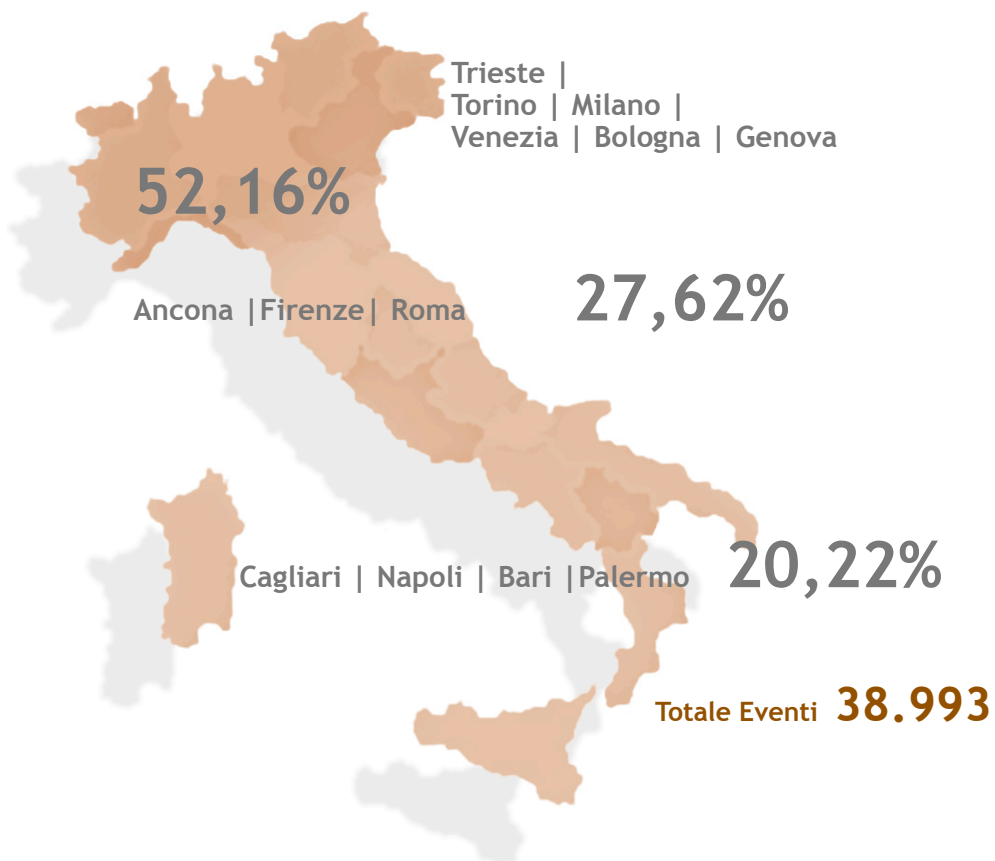 Trieste |
Torino | Milano |
Venezia | Bologna | Genova
52,16%
27,62%
Ancona |Firenze| Roma
20,22%
Cagliari | Napoli | Bari |Palermo
Totale Eventi 38.993